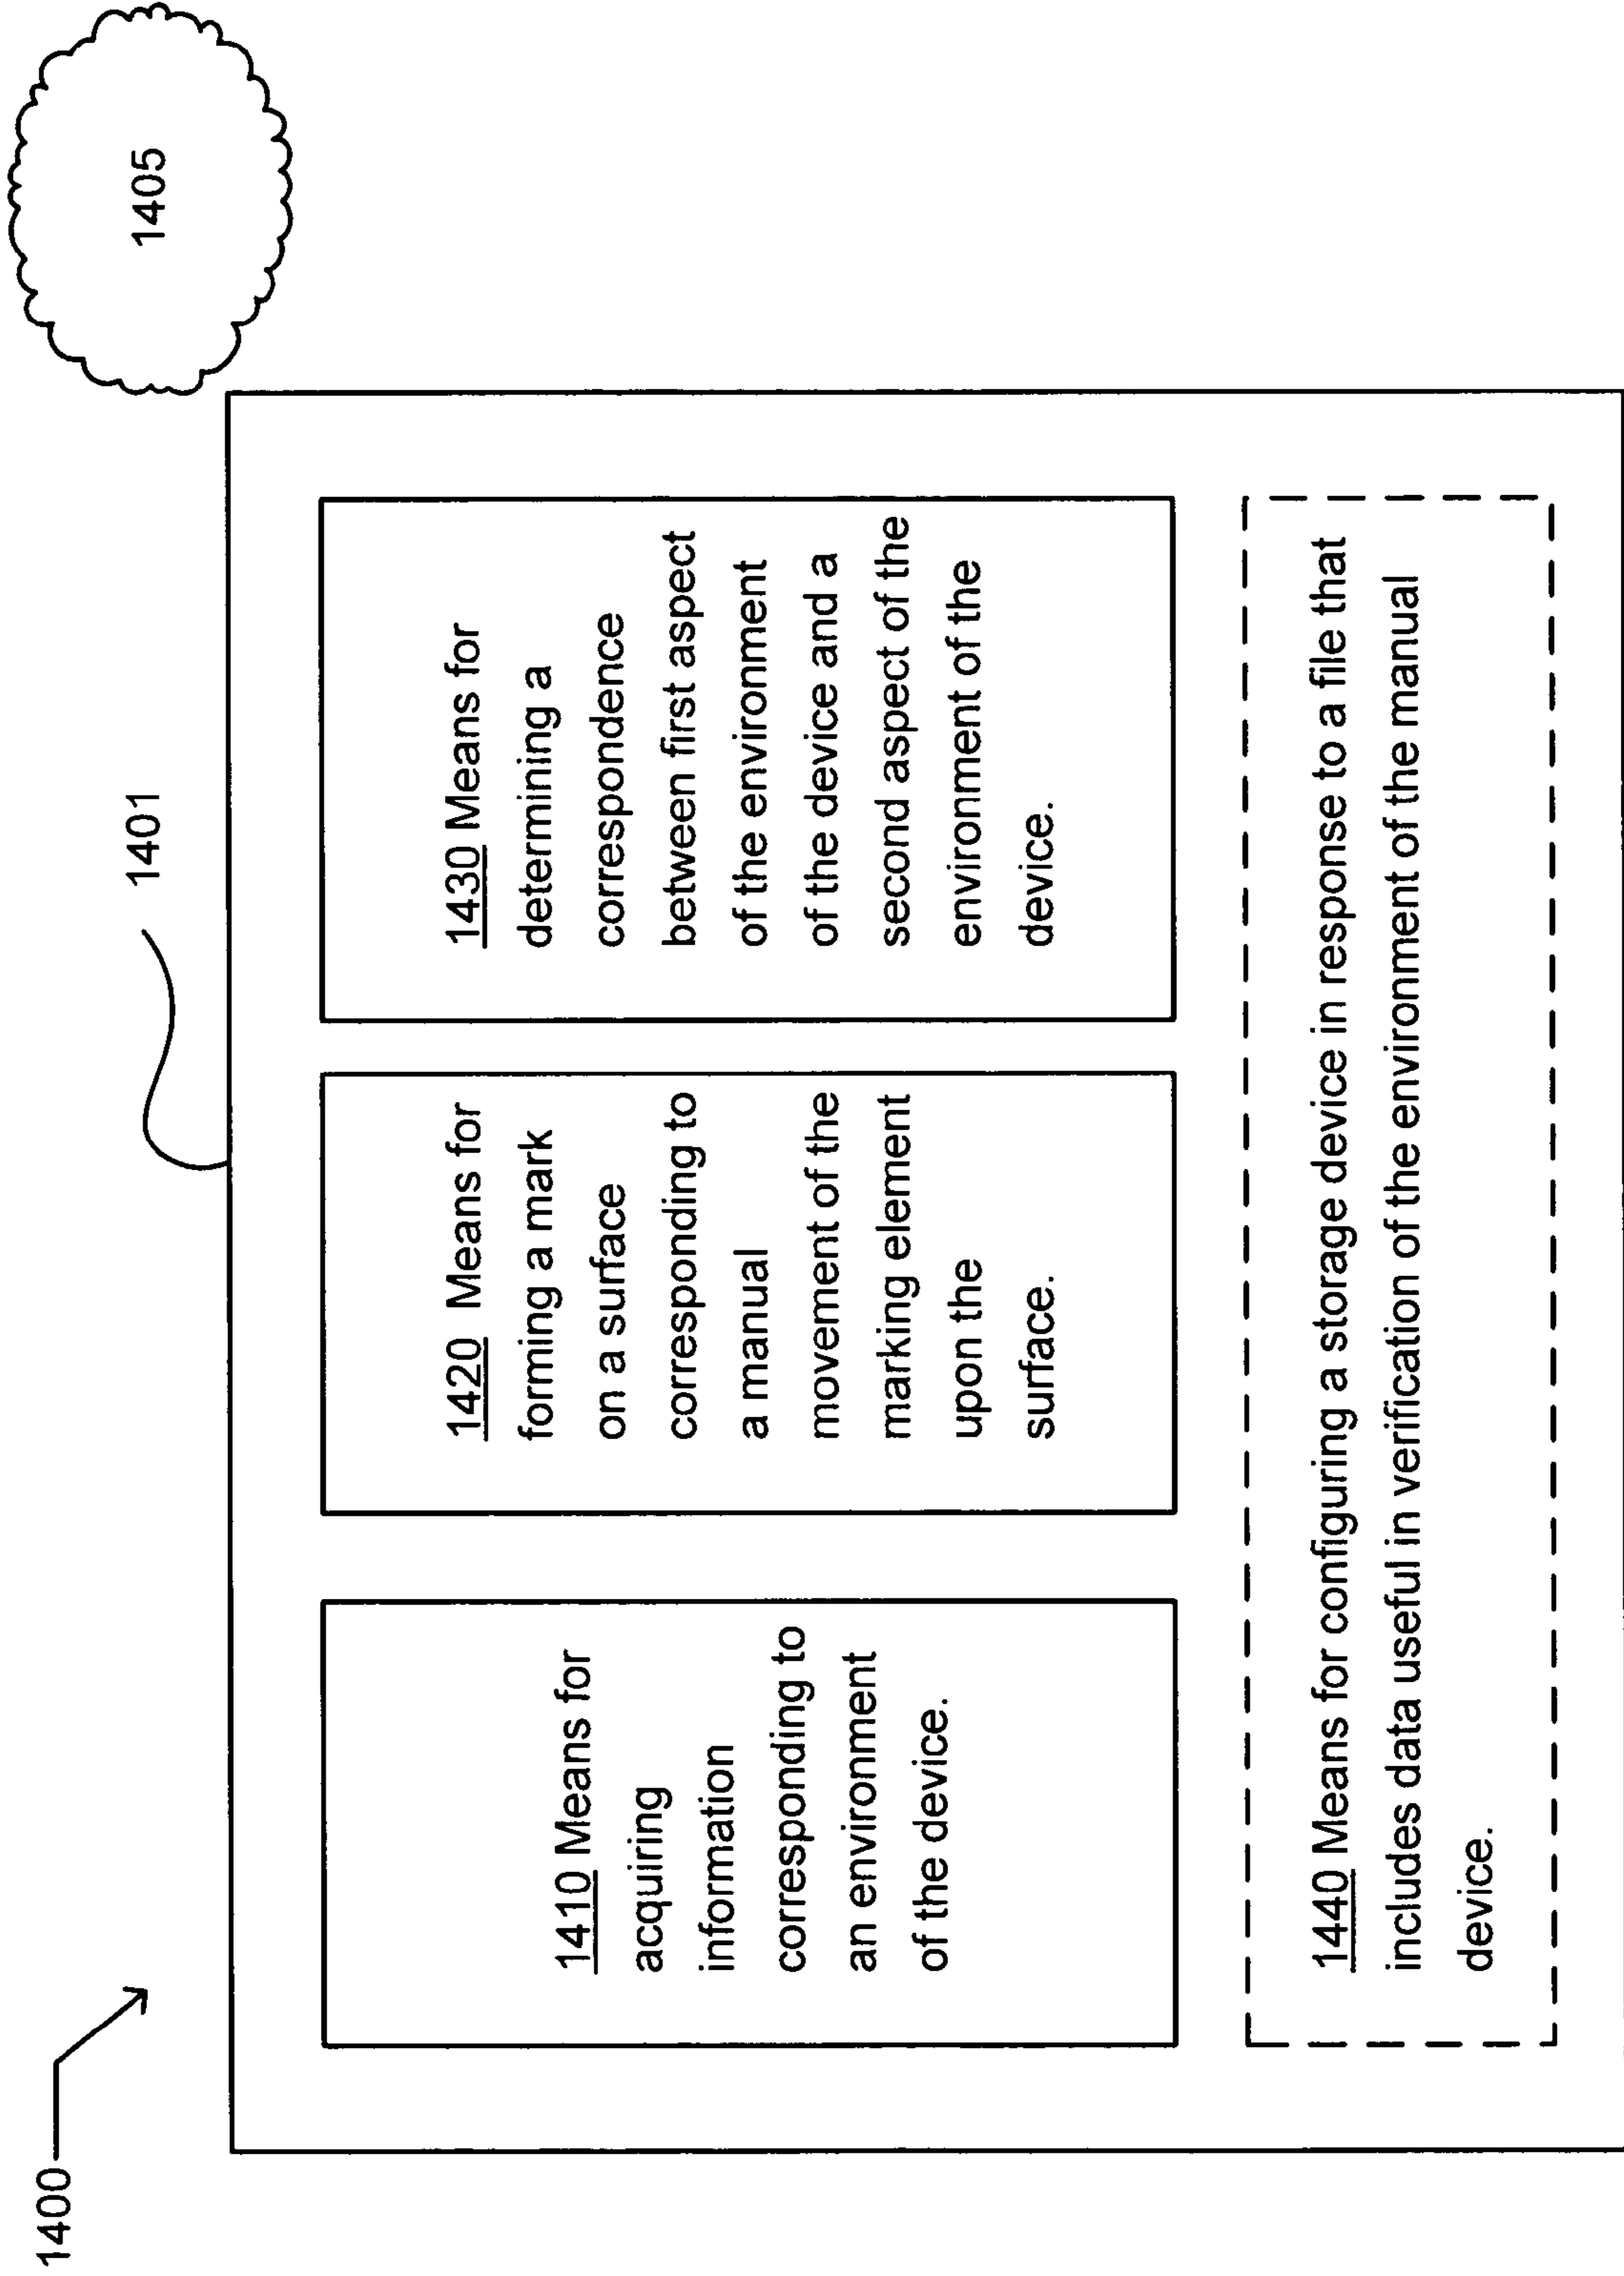 1400
1401
1405
1410 Means for
acquiring
information
corresponding to
an environment
of the device.
1420 Means for
forming a mark
on a surface
corresponding to
a manual
movement of the
marking element
upon the
surface.
1430 Means for
determining a
correspondence
between first aspect
of the environment
of the device and a
second aspect of the
environment of the
device.
1440 Means for configuring a storage device in response to a file that
includes data useful in verification of the environment of the manual
device.